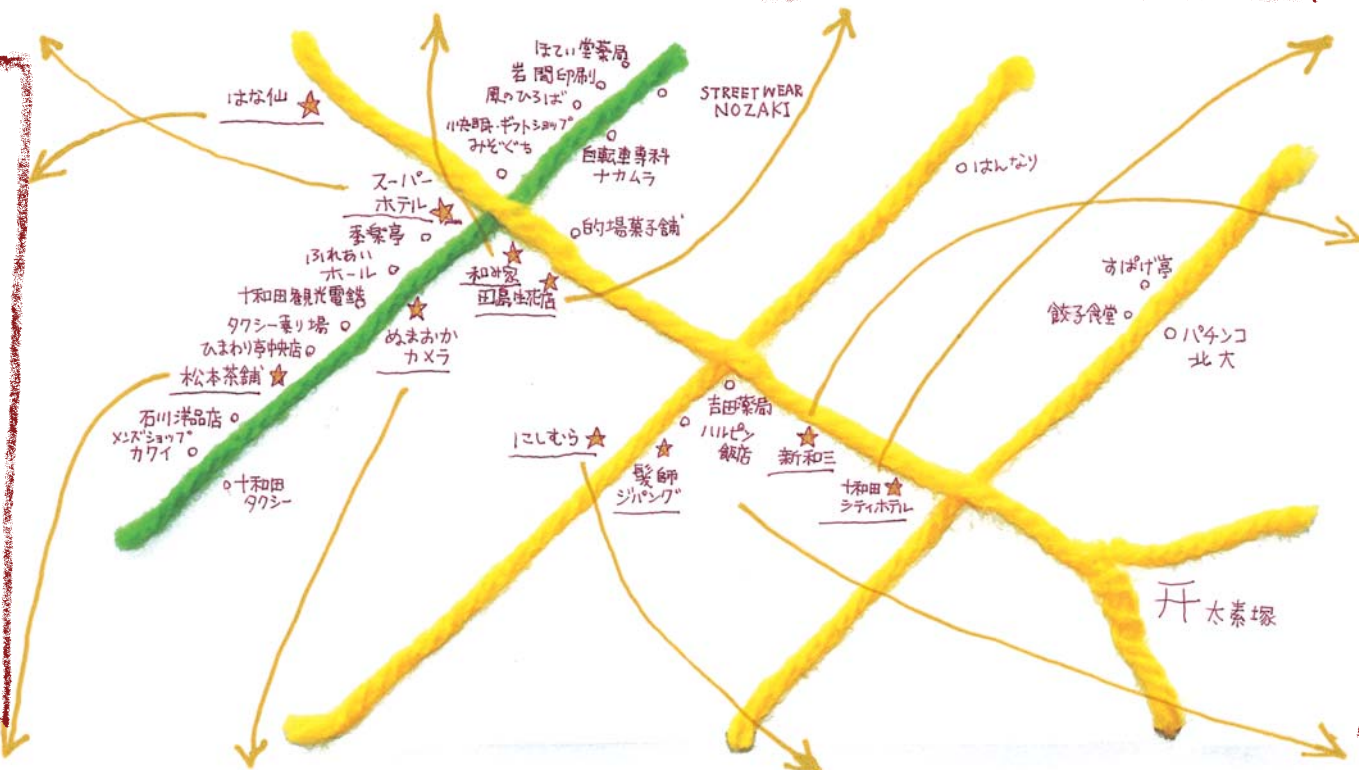 ほてい堂薬局
岩間印刷
風のひろば
STREET WEAR
NOZAKI
はな仙
小夫眼・ギフトショップ
みぞぐち
自転車専科
ナカムラ
はんなり
スーパー
ホテル
的場菓子舗
ふれあい
ホール
和み家
田島生花店
すぱげ亭
十和田観光電鉄
タクシー乗り場
ぬまおか
カメラ
餃子食堂
パチンコ
北大
ひまわり亭中央店
松本茶舗
石川洋品店
メンズショップ
カワイ
吉田薬局
ハルピン
飯店
新和三
にしむら
髪師
ジパング
十和田
シティホテル
十和田
タクシー
太素塚